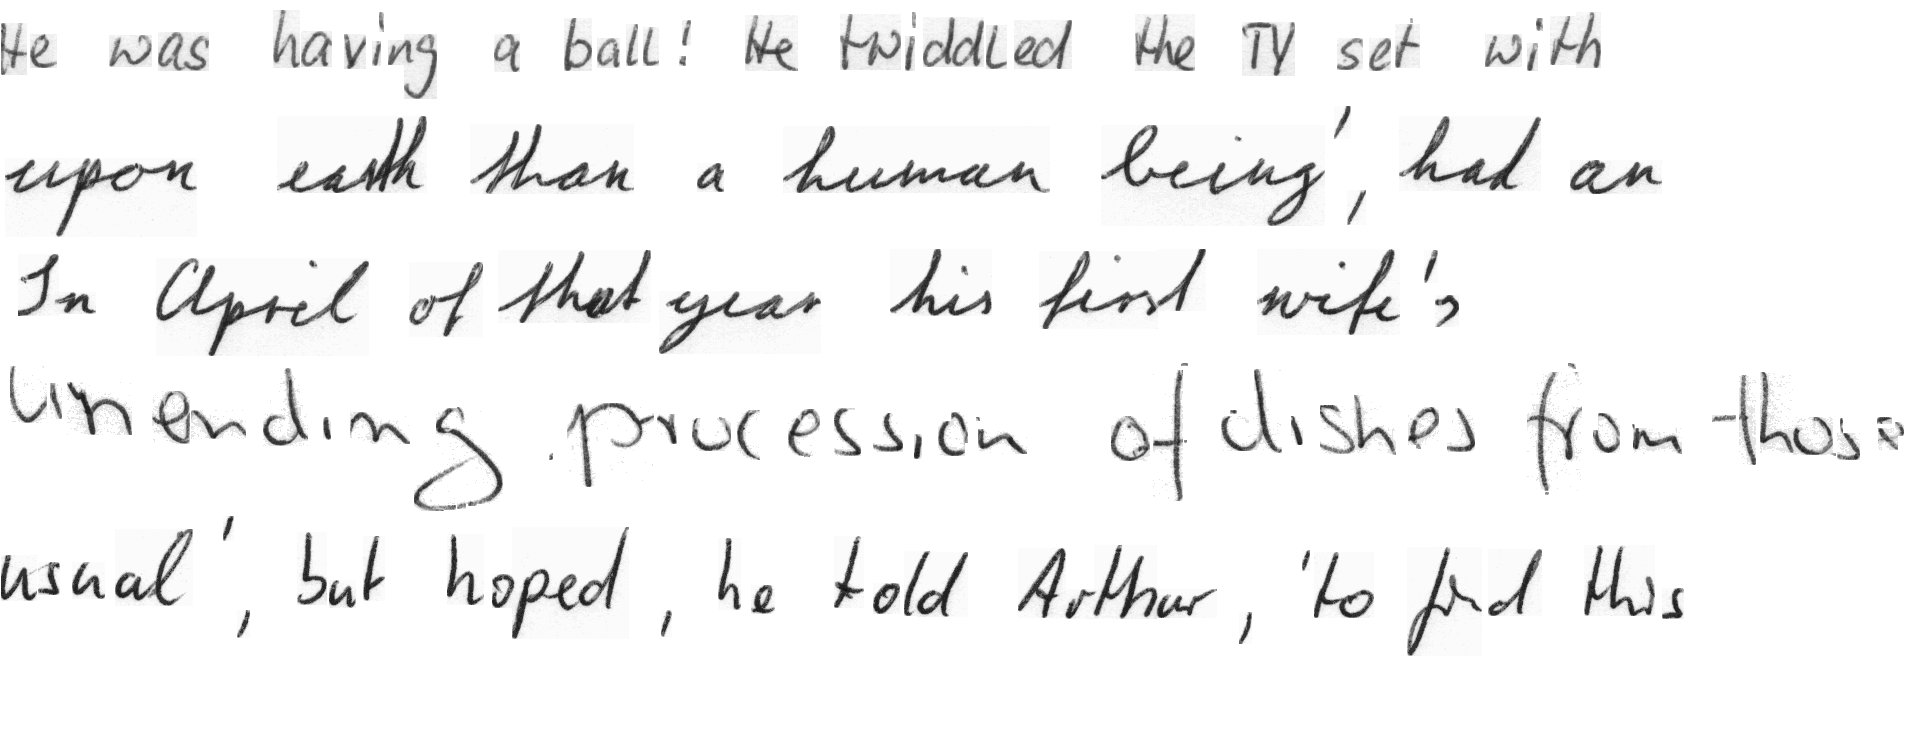 He was having a ball! He twiddled the TV set with
upon earth than a human being', had an
In April of that year his first wife's
unending procession of dishes from those
usual', but hoped, he told Arthur, 'to find this